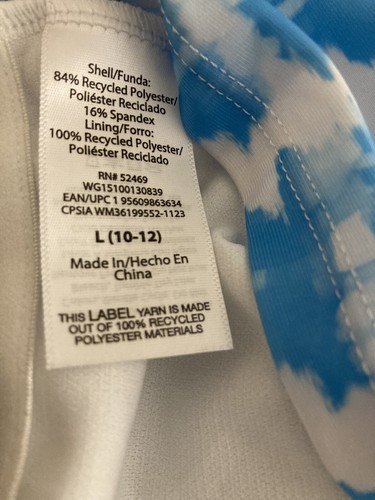 Shell/Funda:
84% Recycled Polyester/
Poliéster Reciclado
16% Spandex
Lining/Forro:
100% Recycled Polyester/
Poliéster Reciclado
RN# 52469
WG15100130839
EAN/UPC 1 95609863634
CPSIA WM36199552-1123
L (10-12)
Made In/Hecho En
China
THIS LABEL YARN IS MADE
OUT OF 100% RECYCLED
POLYESTER MATERIALS